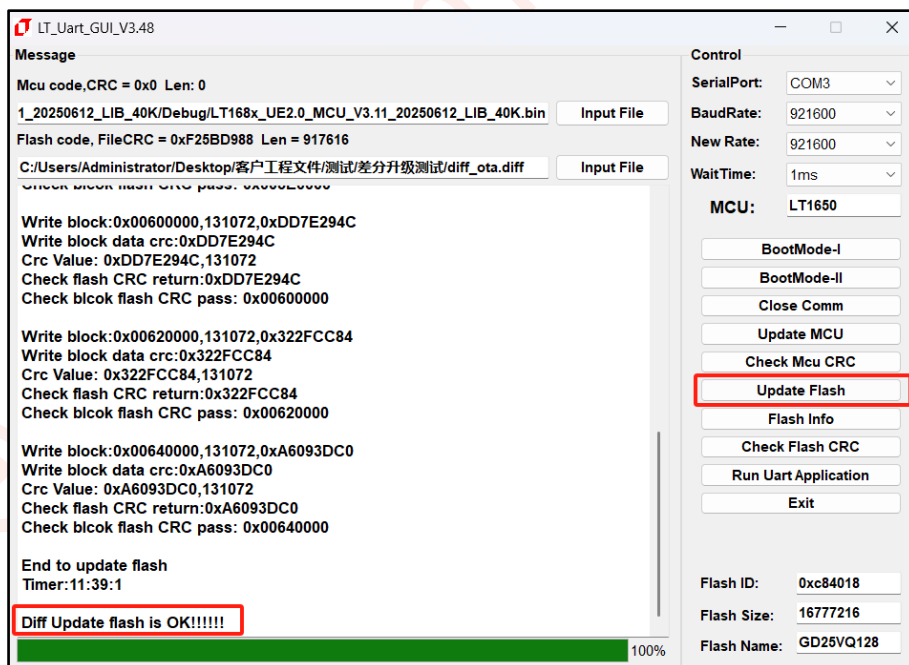 LT_Uart_GUI_V3.48
Message
Mcu code,CRC = 0x0 Len: 0
1_20250612_LIB_40K/Debug/LT168x_UE2.0_MCU_V3.11_20250612_LIB_40K.bin
Input File
Flash code, FileCRC = 0xF25BD988 Len = 917616
C:/Users/Administrator/Desktop/客户工程文件/测试/差分升级测试/diff_ota.diff
Input File
Write block:0x00600000,131072,0xDD7E294C
Write block data crc:0xDD7E294C
Crc Value: 0xDD7E294C,131072
Check flash CRC return:0xDD7E294C
Check blcok flash CRC pass: 0x00600000
Write block:0x00620000,131072,0x322FCC84
Write block data crc:0x322FCC84
Crc Value: 0x322FCC84,131072
Check flash CRC return:0x322FCC84
Check blcok flash CRC pass: 0x00620000
Write block:0x00640000,131072,0xA6093DC0
Write block data crc:0xA6093DC0
Crc Value: 0xA6093DC0,131072
Check flash CRC return:0xA6093DC0
Check blcok flash CRC pass: 0x00640000
End to update flash
Timer:11:39:1
Diff Update flash is OK!!!!!!
100%
Control
SerialPort: COM3
BaudRate: 921600
New Rate: 921600
WaitTime: 1ms
MCU: LT1650
BootMode-I
BootMode-II
Close Comm
Update MCU
Check Mcu CRC
Update Flash
Flash Info
Check Flash CRC
Run Uart Application
Exit
Flash ID: 0xc84018
Flash Size: 16777216
Flash Name: GD25VQ128